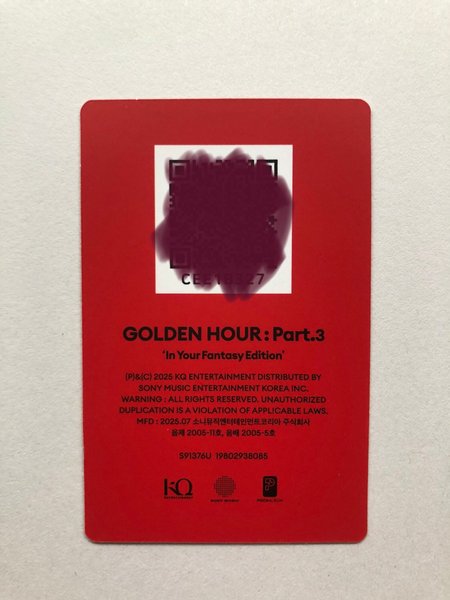 GOLDEN HOUR : Part.3
'In Your Fantasy Edition'
(P)&(C) 2025 KQ ENTERTAINMENT DISTRIBUTED BY
SONY MUSIC ENTERTAINMENT KOREA INC.
WARNING : ALL RIGHTS RESERVED. UNAUTHORIZED
DUPLICATION IS A VIOLATION OF APPLICABLE LAWS.
MFD : 2025.07 소니뮤직엔터테인먼트코리아 주식회사
음제 2005-11호, 음배 2005-5호
S91376U 19802938085
KQ
ENTERTAINMENT